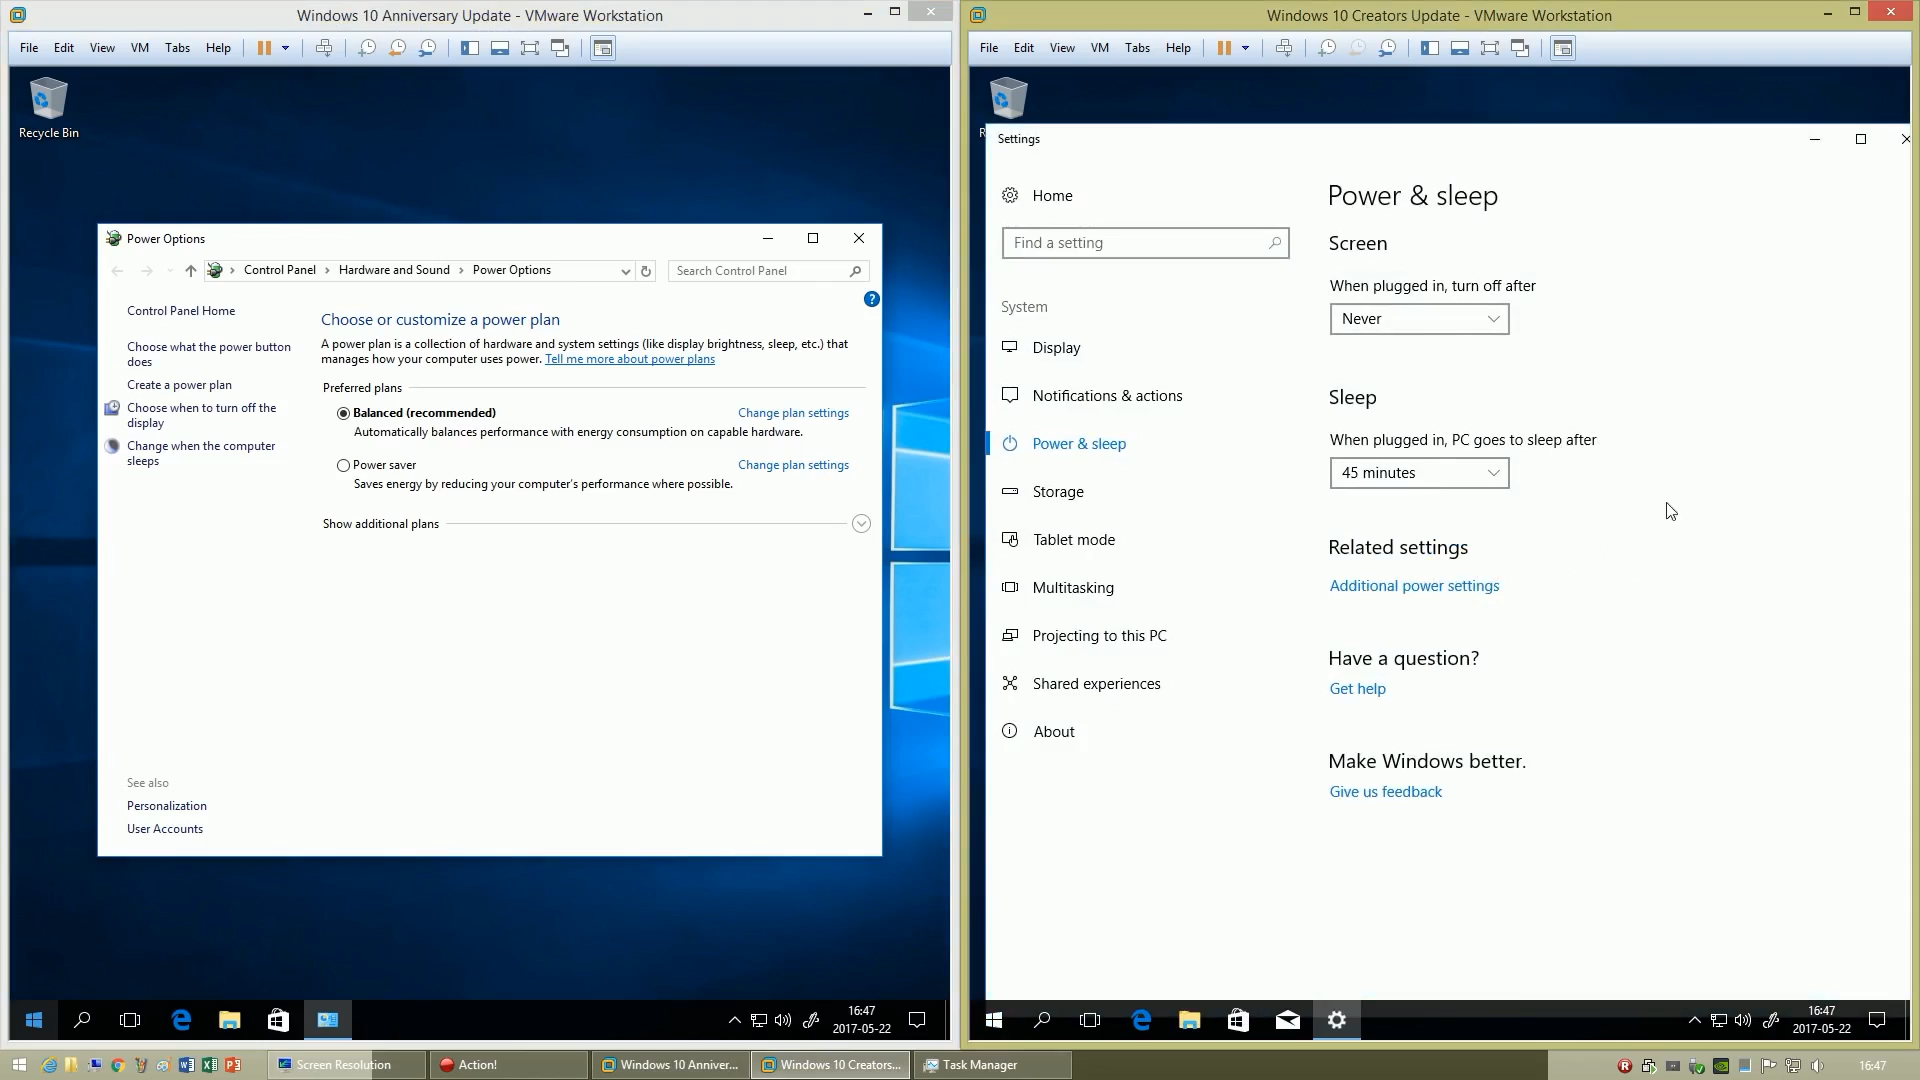 Windows 10 Anniversary Update - VMware Workstation
File Edit View VM Tabs Help
Recycle Bin
Power Options
Control Panel > Hardware and Sound > Power Options
Search Control Panel
?
Control Panel Home
Choose what the power button
does
Create a power plan
Choose when to turn off the
display
Change when the computer
sleeps
Choose or customize a power plan
A power plan is a collection of hardware and system settings (like display brightness, sleep, etc.) that
manages how your computer uses power. Tell me more about power plans
Preferred plans
Balanced (recommended)
Change plan settings
Automatically balances performance with energy consumption on capable hardware.
Power saver
Change plan settings
Saves energy by reducing your computer's performance where possible.
Show additional plans
See also
Personalization
User Accounts
16:47
2017-05-22
Windows 10 Creators Update - VMware Workstation
File Edit View VM Tabs Help
R
Settings
Home
Find a setting
System
Display
Notifications & actions
Power & sleep
Storage
Tablet mode
Multitasking
Projecting to this PC
Shared experiences
About
Power & sleep
Screen
When plugged in, turn off after
Never
Sleep
When plugged in, PC goes to sleep after
45 minutes
Related settings
Additional power settings
Have a question?
Get help
Make Windows better.
Give us feedback
16:47
2017-05-22
Screen Resolution
Action!
Windows 10 Anniver...
Windows 10 Creators...
Task Manager
16:47